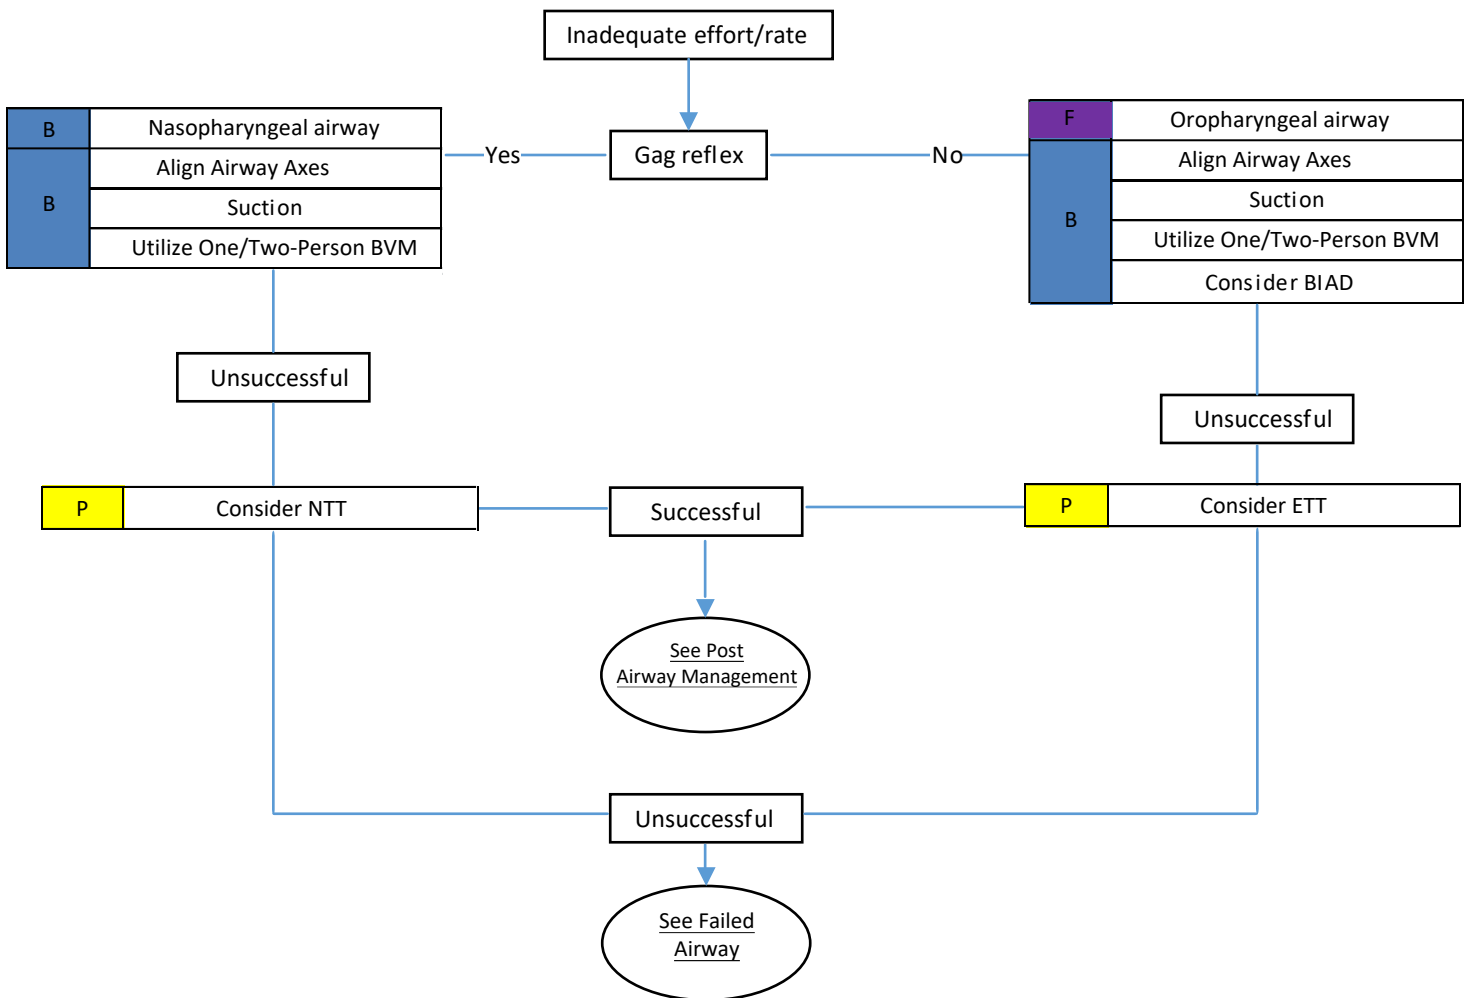 Inadequate effort/rate
B
Nasopharyngeal airway
B
Align Airway Axes
Suction
Utilize One/Two-Person BVM
Yes
Gag reflex
No
F
Oropharyngeal airway
B
Align Airway Axes
Suction
Utilize One/Two-Person BVM
Consider BIAD
Unsuccessful
Unsuccessful
P
Consider NTT
Successful
P
Consider ETT
See Post
Airway Management
Unsuccessful
See Failed
Airway